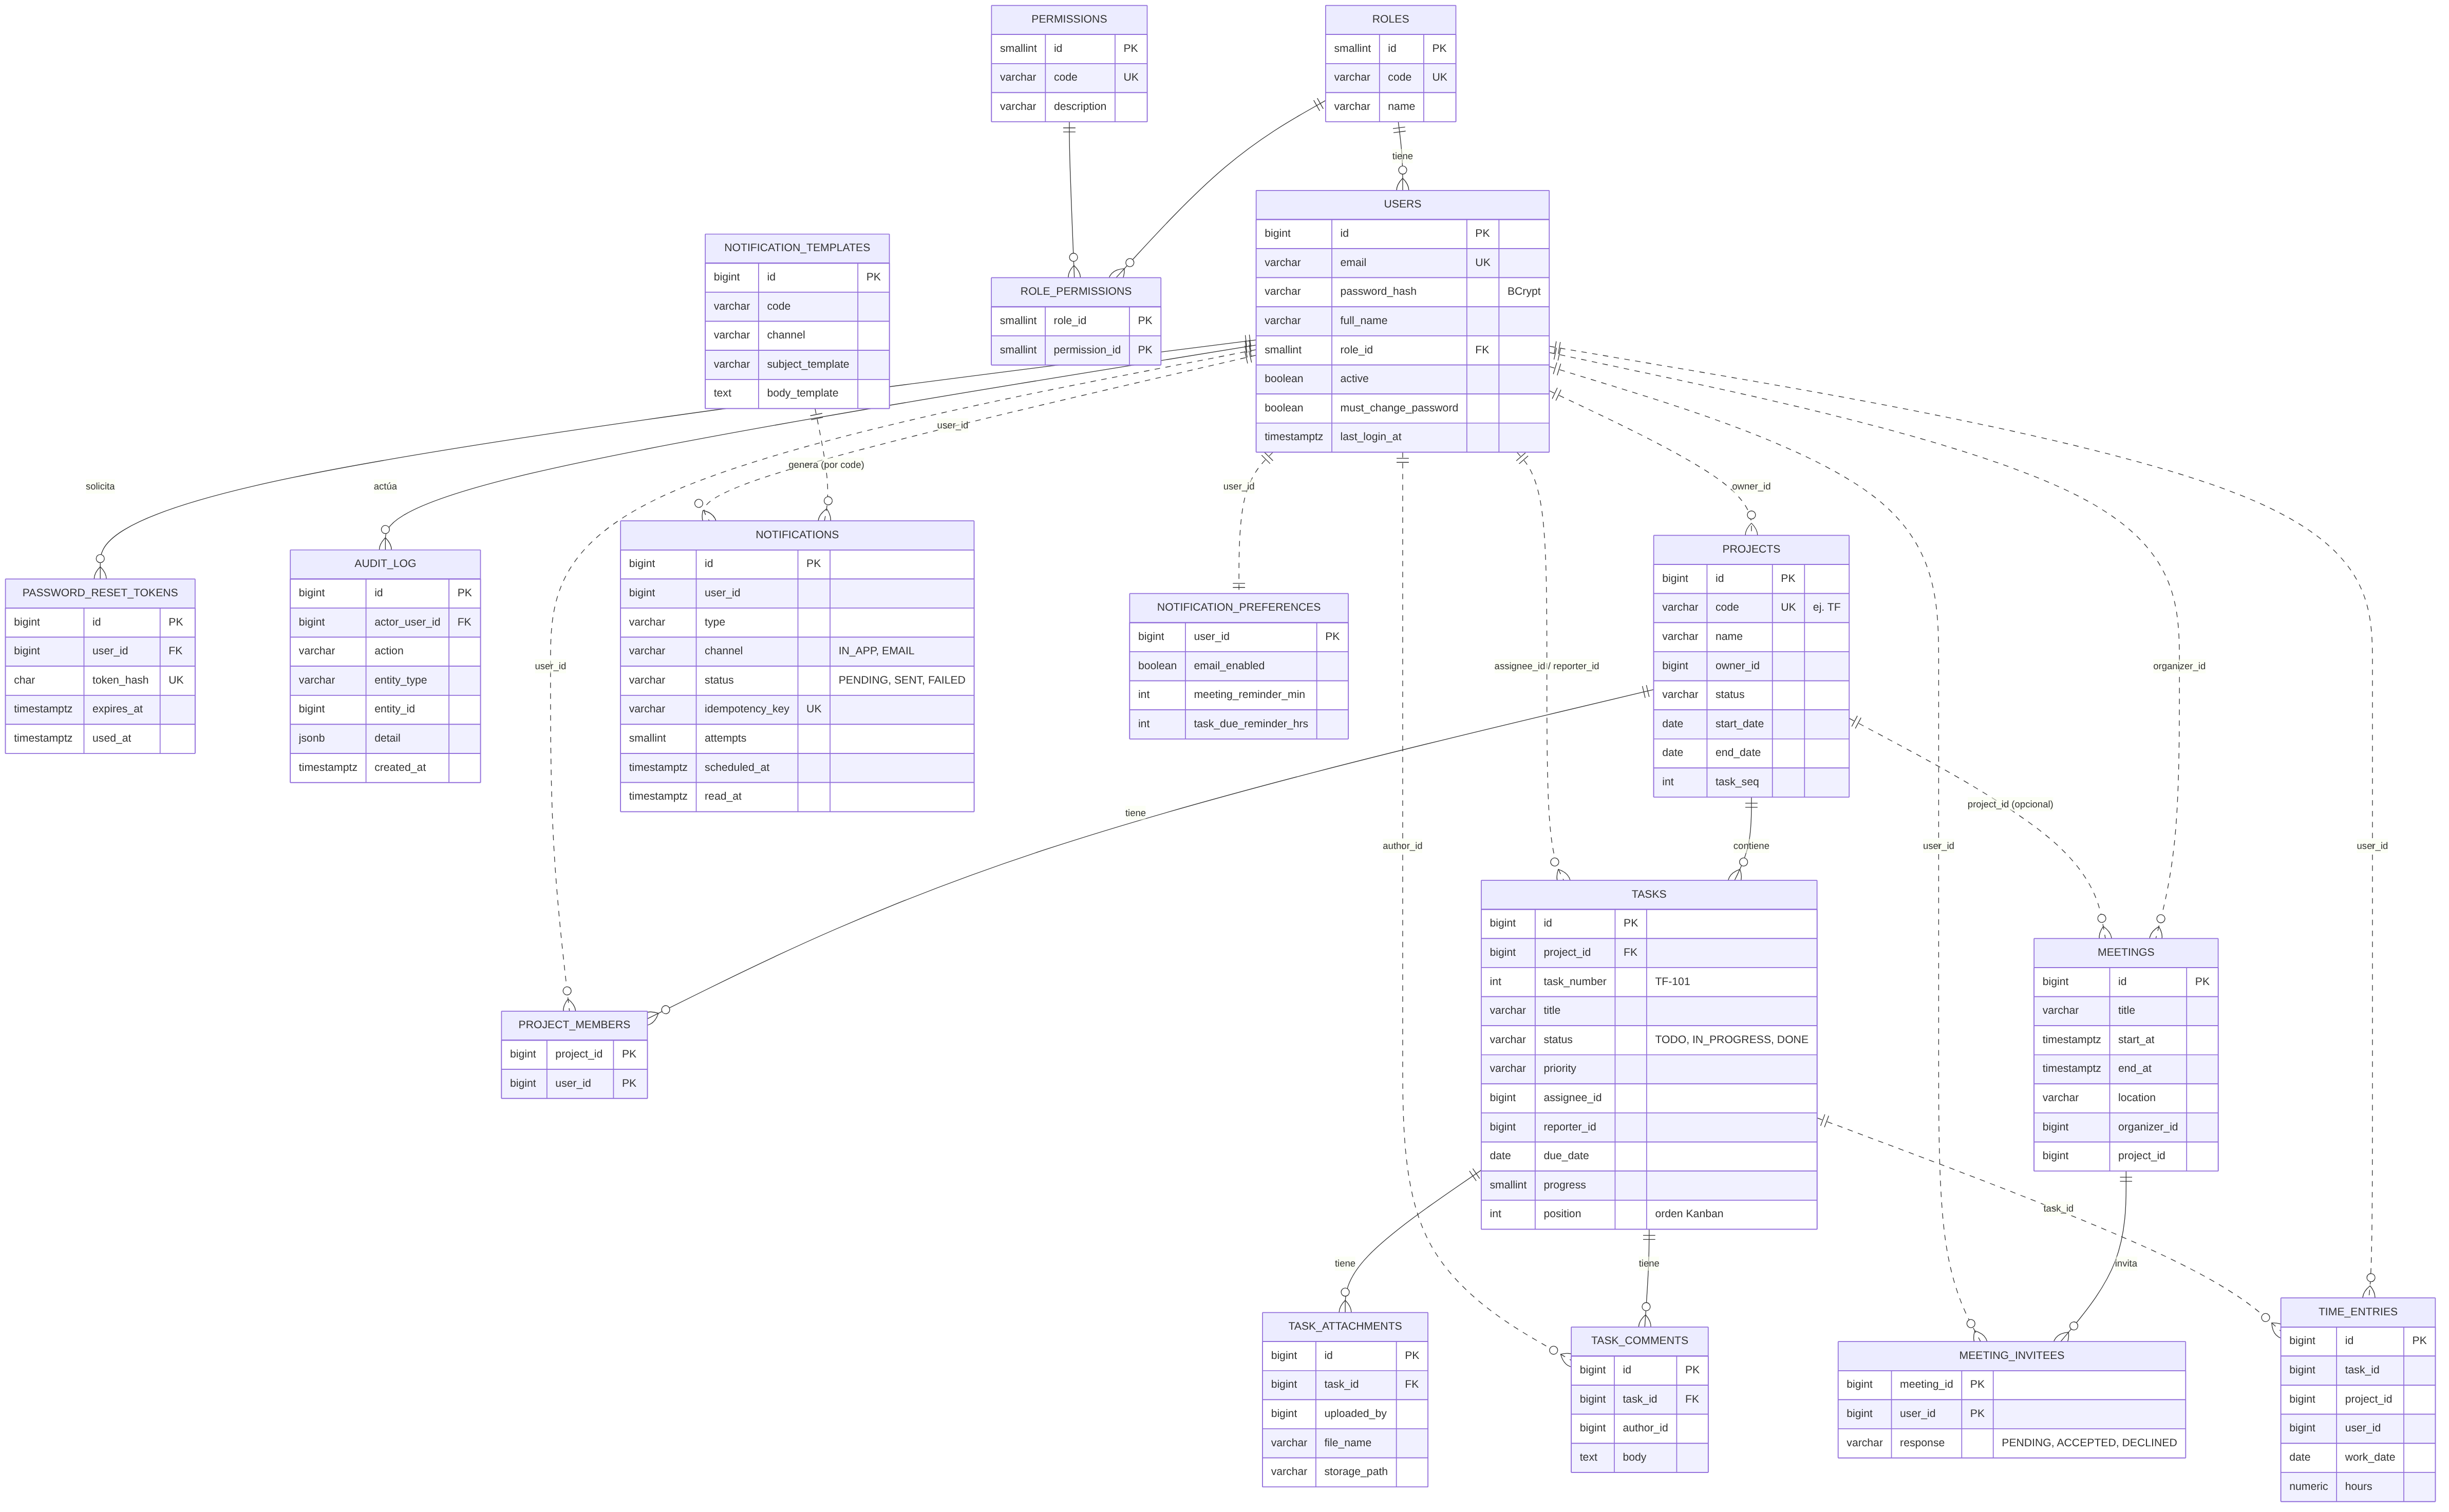 PERMISSIONS
smallint id PK
varchar code UK
varchar description
ROLES
smallint id PK
varchar code UK
varchar name
tiene
USERS
bigint id PK
varchar email UK
varchar password_hash BCrypt
varchar full_name
smallint role_id FK
boolean active
boolean must_change_password
timestamptz last_login_at
NOTIFICATION_TEMPLATES
bigint id PK
varchar code
varchar channel
varchar subject_template
text body_template
ROLE_PERMISSIONS
smallint role_id PK
smallint permission_id PK
user_id
genera (por code)
solicita
actúa
user_id
owner_id
user_id
assignee_id / reporter_id
organizer_id
NOTIFICATIONS
bigint id PK
bigint user_id
varchar type
varchar channel IN_APP, EMAIL
varchar status PENDING, SENT, FAILED
varchar idempotency_key UK
smallint attempts
timestamptz scheduled_at
timestamptz read_at
PROJECTS
bigint id PK
varchar code UK ej. TF
varchar name
bigint owner_id
varchar status
date start_date
date end_date
int task_seq
AUDIT_LOG
bigint id PK
bigint actor_user_id FK
varchar action
varchar entity_type
bigint entity_id
jsonb detail
timestamptz created_at
PASSWORD_RESET_TOKENS
bigint id PK
bigint user_id FK
char token_hash UK
timestamptz expires_at
timestamptz used_at
NOTIFICATION_PREFERENCES
bigint user_id PK
boolean email_enabled
int meeting_reminder_min
int task_due_reminder_hrs
project_id (opcional)
tiene
author_id
contiene
user_id
user_id
TASKS
bigint id PK
bigint project_id FK
int task_number TF-101
varchar title
varchar status TODO, IN_PROGRESS, DONE
varchar priority
bigint assignee_id
bigint reporter_id
date due_date
smallint progress
int position orden Kanban
MEETINGS
bigint id PK
varchar title
timestamptz start_at
timestamptz end_at
varchar location
bigint organizer_id
bigint project_id
PROJECT_MEMBERS
bigint project_id PK
bigint user_id PK
task_id
tiene
tiene
invita
TASK_ATTACHMENTS
bigint id PK
bigint task_id FK
bigint uploaded_by
varchar file_name
varchar storage_path
TASK_COMMENTS
bigint id PK
bigint task_id FK
bigint author_id
text body
MEETING_INVITEES
bigint meeting_id PK
bigint user_id PK
varchar response PENDING, ACCEPTED, DECLINED
TIME_ENTRIES
bigint id PK
bigint task_id
bigint project_id
bigint user_id
date work_date
numeric hours